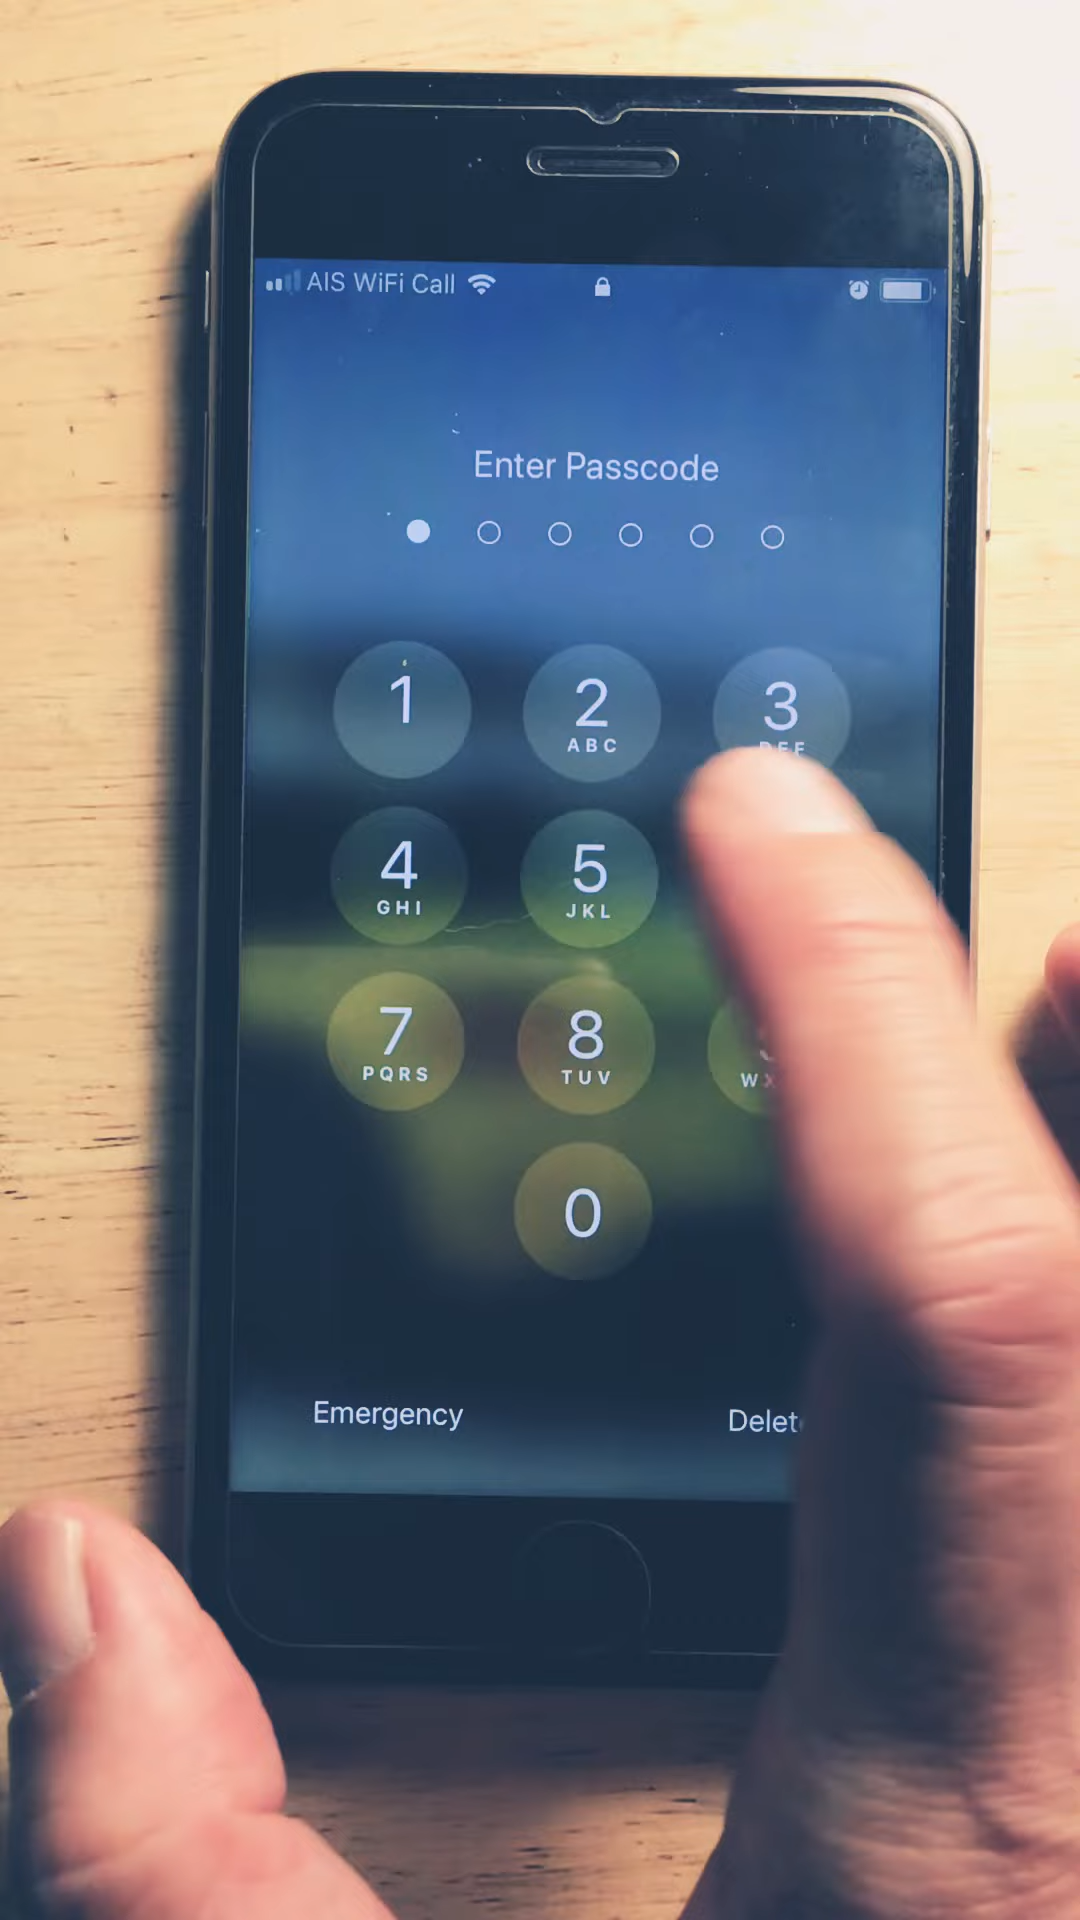 AIS WiFi Call
Enter Passcode
1 2 3
ABC DEF
4 5
GHI JKL
7 8
PQRS TUV
0
Emergency